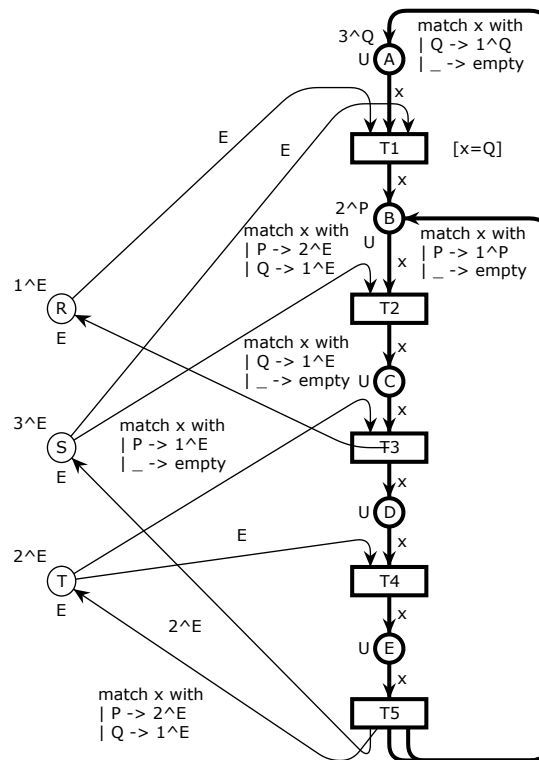 3^Q
match x with
| Q -> 1^Q
| _ -> empty
U
A
x
E
E
T1
[x=Q]
x
2^P
B
U
match x with
| P -> 2^E
| Q -> 1^E
match x with
| P -> 1^P
| _ -> empty
x
1^E
R
E
T2
x
match x with
| Q -> 1^E
| _ -> empty
U
C
x
3^E
S
E
match x with
| P -> 1^E
| _ -> empty
T3
x
U
D
x
2^E
T
E
E
T4
x
2^E
U
E
x
match x with
| P -> 2^E
| Q -> 1^E
T5